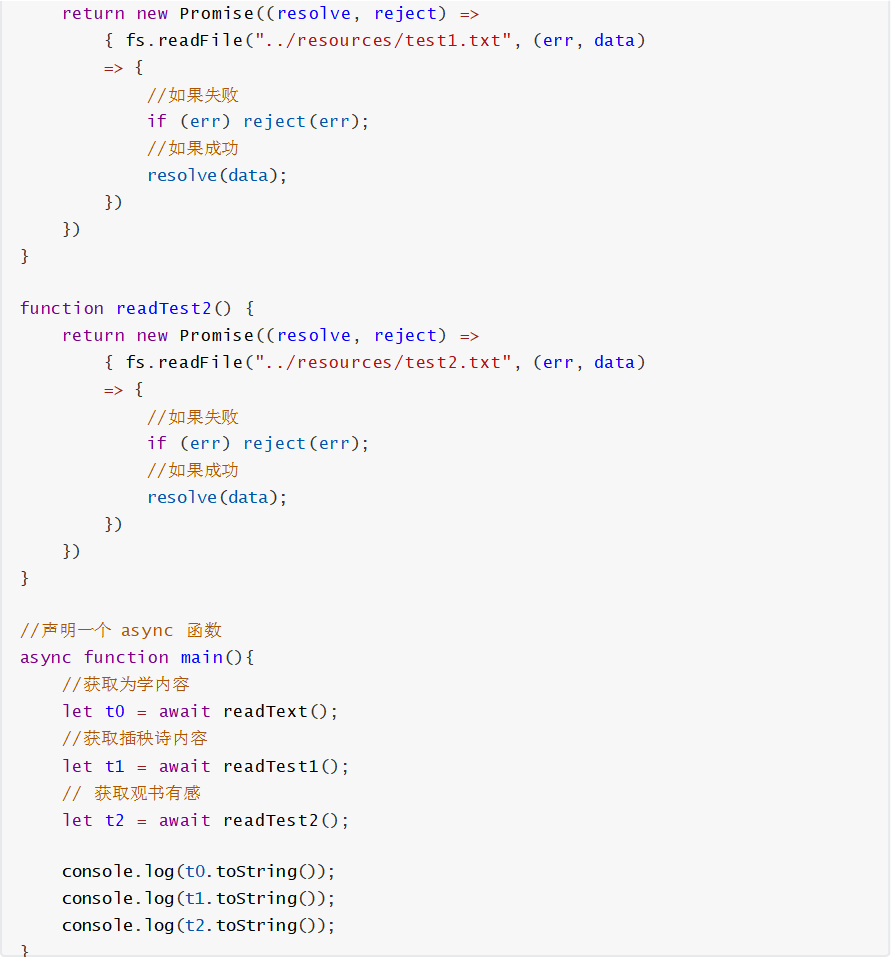 return new Promise((resolve, reject) =>
        { fs.readFile("../resources/test1.txt", (err, data)
        => {
            //如果失败
            if (err) reject(err);
            //如果成功
            resolve(data);
        })
    })
}

function readTest2() {
    return new Promise((resolve, reject) =>
        { fs.readFile("../resources/test2.txt", (err, data)
        => {
            //如果失败
            if (err) reject(err);
            //如果成功
            resolve(data);
        })
    })
}

//声明一个 async 函数
async function main(){
    //获取为学内容
    let t0 = await readText();
    //获取插秧诗内容
    let t1 = await readTest1();
    // 获取观书有感
    let t2 = await readTest2();

    console.log(t0.toString());
    console.log(t1.toString());
    console.log(t2.toString());
}